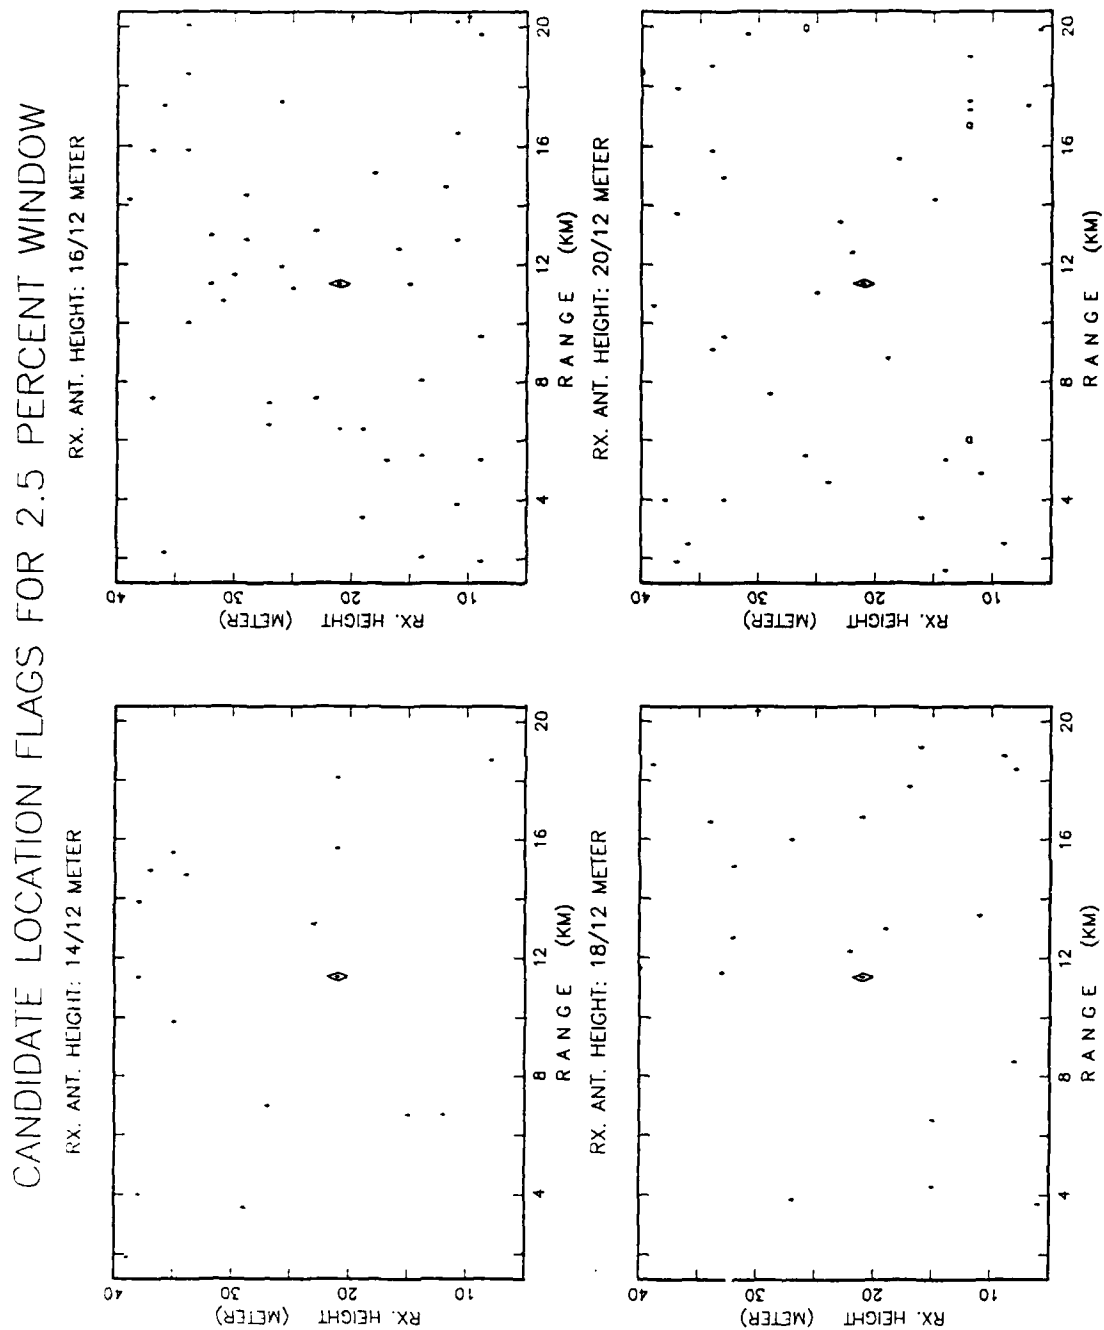 CANDIDATE LOCATION FLAGS FOR 2.5 PERCENT WINDOW
RX. ANT. HEIGHT: 14/12 METER
RX. HEIGHT (METER)
40
30
20
10
4
8
12
16
20
RANGE (KM)
RX. ANT. HEIGHT: 16/12 METER
RX. HEIGHT (METER)
40
30
20
10
4
8
12
16
20
RANGE (KM)
RX. ANT. HEIGHT: 18/12 METER
RX. HEIGHT (METER)
40
30
20
10
4
8
12
16
20
RANGE (KM)
RX. ANT. HEIGHT: 20/12 METER
RX. HEIGHT (METER)
40
30
20
10
4
8
12
16
20
RANGE (KM)